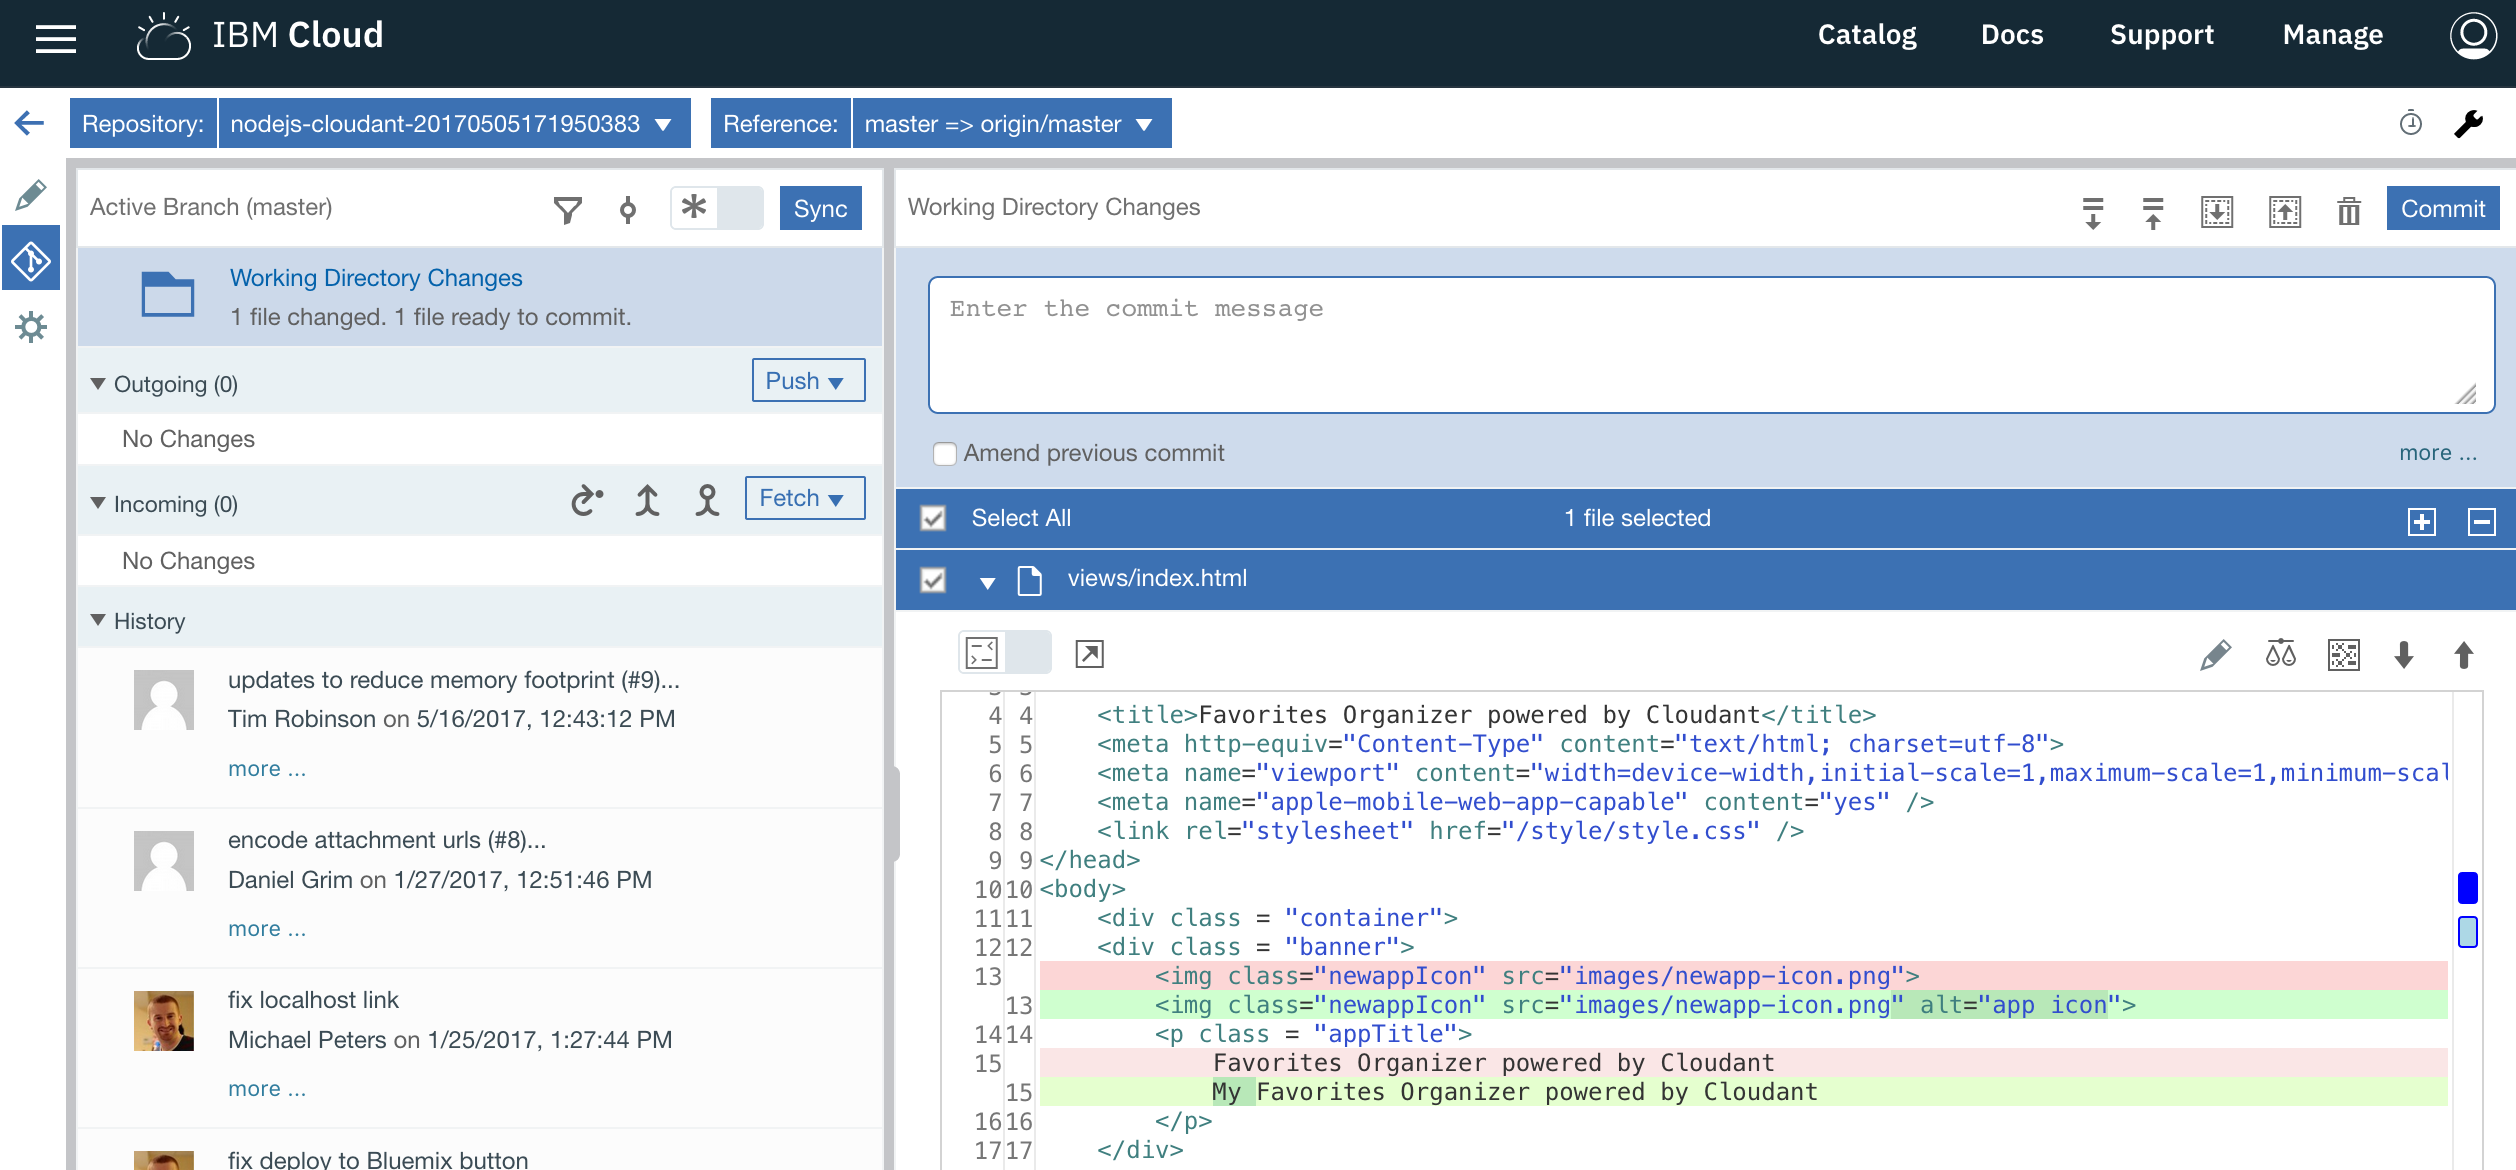 IBM Cloud
Catalog Docs Support Manage
Repository: nodejs-cloudant-20170505171950383 Reference: master => origin/master
Active Branch (master) Sync
Working Directory Changes
1 file changed. 1 file ready to commit.
Outgoing (0) Push
No Changes
Incoming (0) Fetch
No Changes
History
updates to reduce memory footprint (#9)...
Tim Robinson on 5/16/2017, 12:43:12 PM
more ...
encode attachment urls (#8)...
Daniel Grim on 1/27/2017, 12:51:46 PM
more ...
fix localhost link
Michael Peters on 1/25/2017, 1:27:44 PM
more ...
fix deploy to Bluemix button
Working Directory Changes Commit
Enter the commit message
Amend previous commit more ...
Select All 1 file selected
views/index.html
4 4 <title>Favorites Organizer powered by Cloudant</title>
5 5 <meta http-equiv="Content-Type" content="text/html; charset=utf-8">
6 6 <meta name="viewport" content="width=device-width,initial-scale=1,maximum-scale=1,minimum-scal
7 7 <meta name="apple-mobile-web-app-capable" content="yes" />
8 8 <link rel="stylesheet" href="/style/style.css" />
9 9 </head>
10 10 <body>
11 11 <div class = "container">
12 12 <div class = "banner">
13 <img class="newappIcon" src="images/newapp-icon.png">
13 <img class="newappIcon" src="images/newapp-icon.png" alt="app icon">
14 14 <p class = "appTitle">
15 Favorites Organizer powered by Cloudant
15 My Favorites Organizer powered by Cloudant
16 16 </p>
17 17 </div>